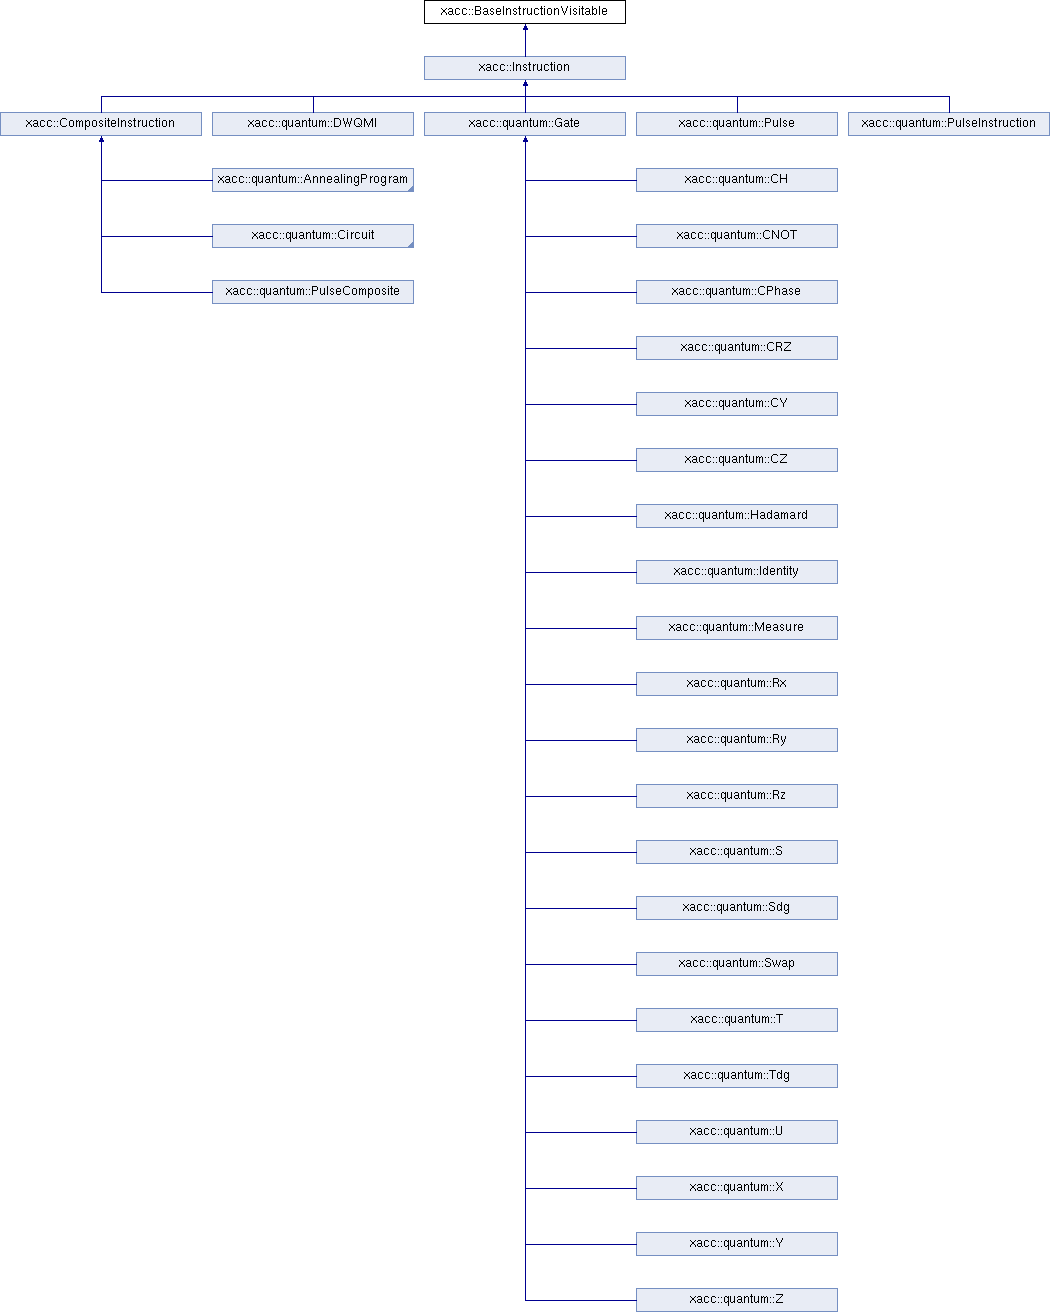 xacc::BaseInstructionVisitable
xacc::Instruction
xacc::CompositeInstruction
xacc::quantum::DWQMI
xacc::quantum::Gate
xacc::quantum::Pulse
xacc::quantum::PulseInstruction
xacc::quantum::AnnealingProgram
xacc::quantum::CH
xacc::quantum::Circuit
xacc::quantum::CNOT
xacc::quantum::PulseComposite
xacc::quantum::CPhase
xacc::quantum::CRZ
xacc::quantum::CY
xacc::quantum::CZ
xacc::quantum::Hadamard
xacc::quantum::Identity
xacc::quantum::Measure
xacc::quantum::Rx
xacc::quantum::Ry
xacc::quantum::Rz
xacc::quantum::S
xacc::quantum::Sdg
xacc::quantum::Swap
xacc::quantum::T
xacc::quantum::Tdg
xacc::quantum::U
xacc::quantum::X
xacc::quantum::Y
xacc::quantum::Z